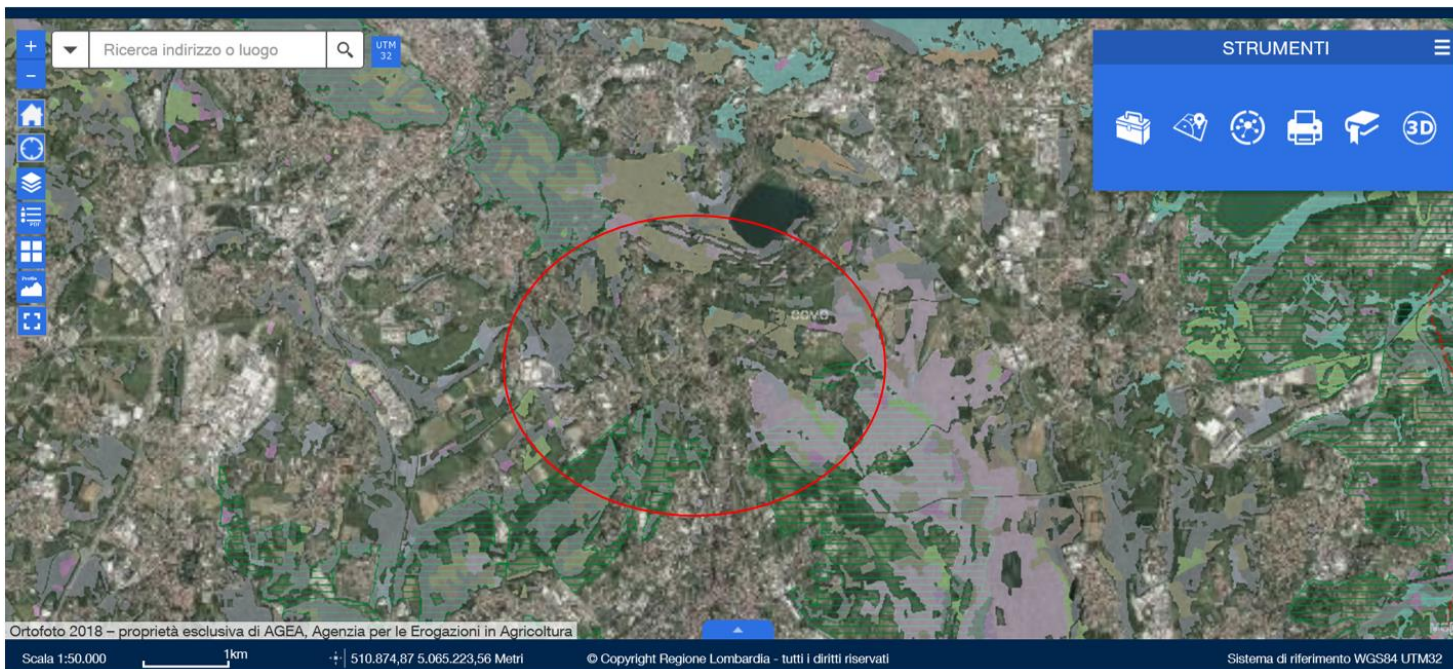 +
Ricerca indirizzo o luogo
UTM
32
STRUMENTI
−
3D
PDF
Profilo
Ortofoto 2018 – proprietà esclusiva di AGEA, Agenzia per le Erogazioni in Agricoltura
Scala 1:50.000
1km
510.874,87 5.065.223,56 Metri
© Copyright Regione Lombardia - tutti i diritti riservati
Sistema di riferimento WGS84 UTM32